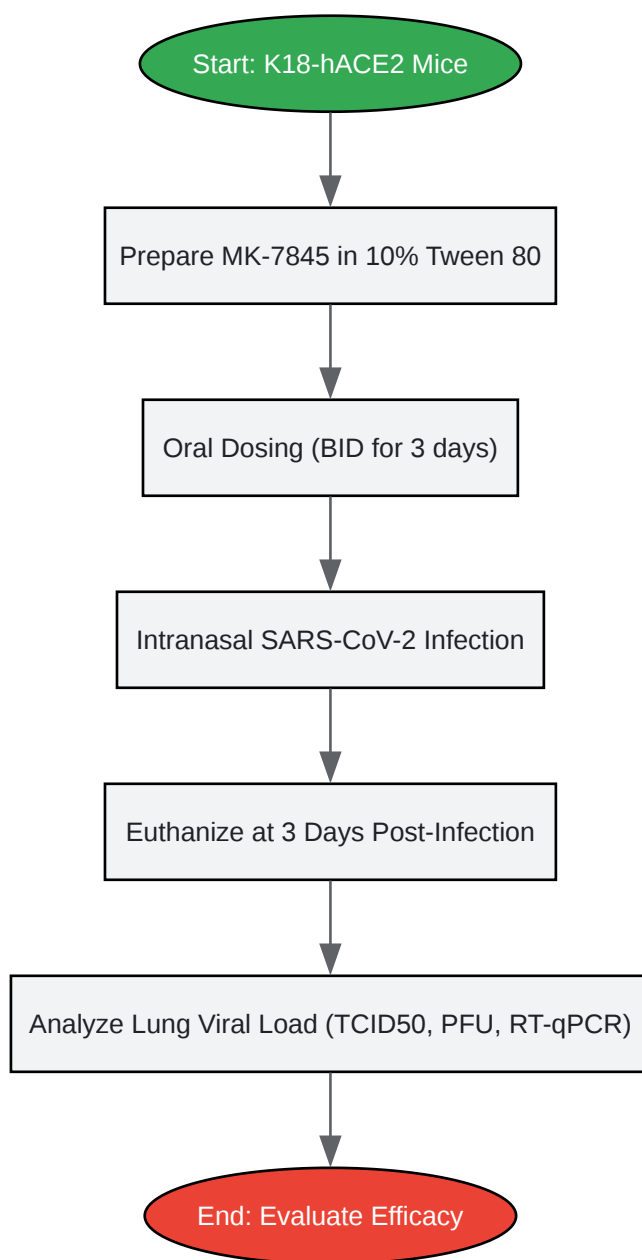 Start: K18-hACE2 Mice
Prepare MK-7845 in 10% Tween 80
Oral Dosing (BID for 3 days)
Intranasal SARS-CoV-2 Infection
Euthanize at 3 Days Post-Infection
Analyze Lung Viral Load (TCID50, PFU, RT-qPCR)
End: Evaluate Efficacy